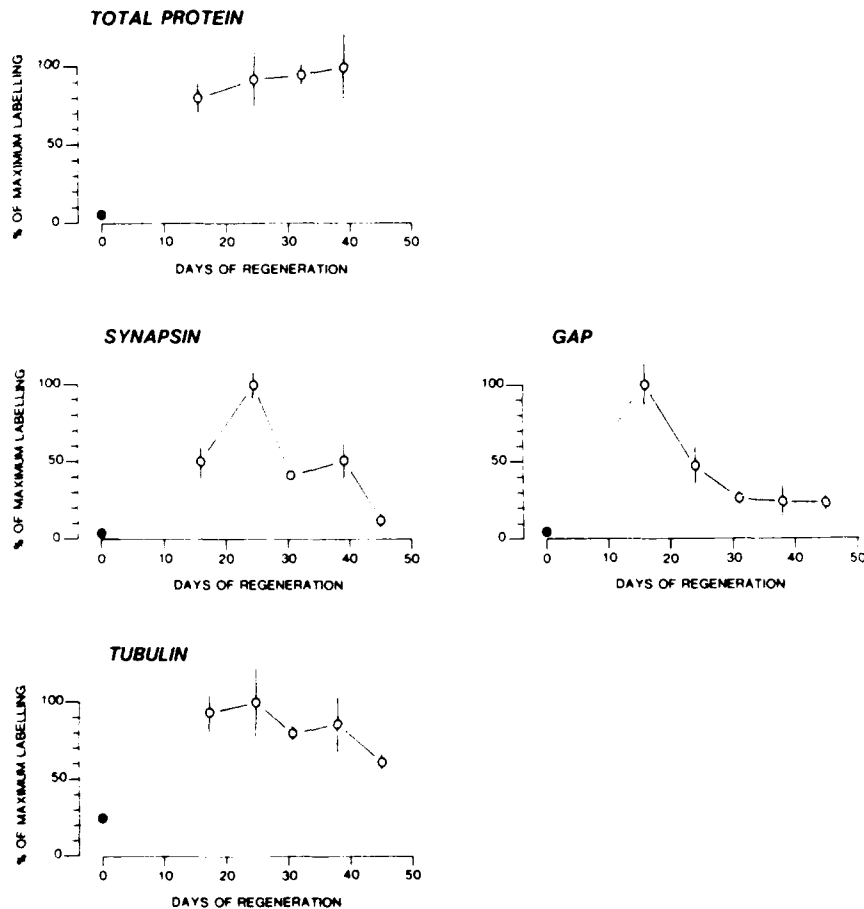 TOTAL PROTEIN
% OF MAXIMUM LABELLING
100
50
0
0 10 20 30 40 50
DAYS OF REGENERATION
SYNAPSIN
% OF MAXIMUM LABELLING
100
50
0
0 10 20 30 40 50
DAYS OF REGENERATION
GAP
100
50
0
0 10 20 30 40 50
DAYS OF REGENERATION
TUBULIN
% OF MAXIMUM LABELLING
100
50
0
0 10 20 30 40 50
DAYS OF REGENERATION